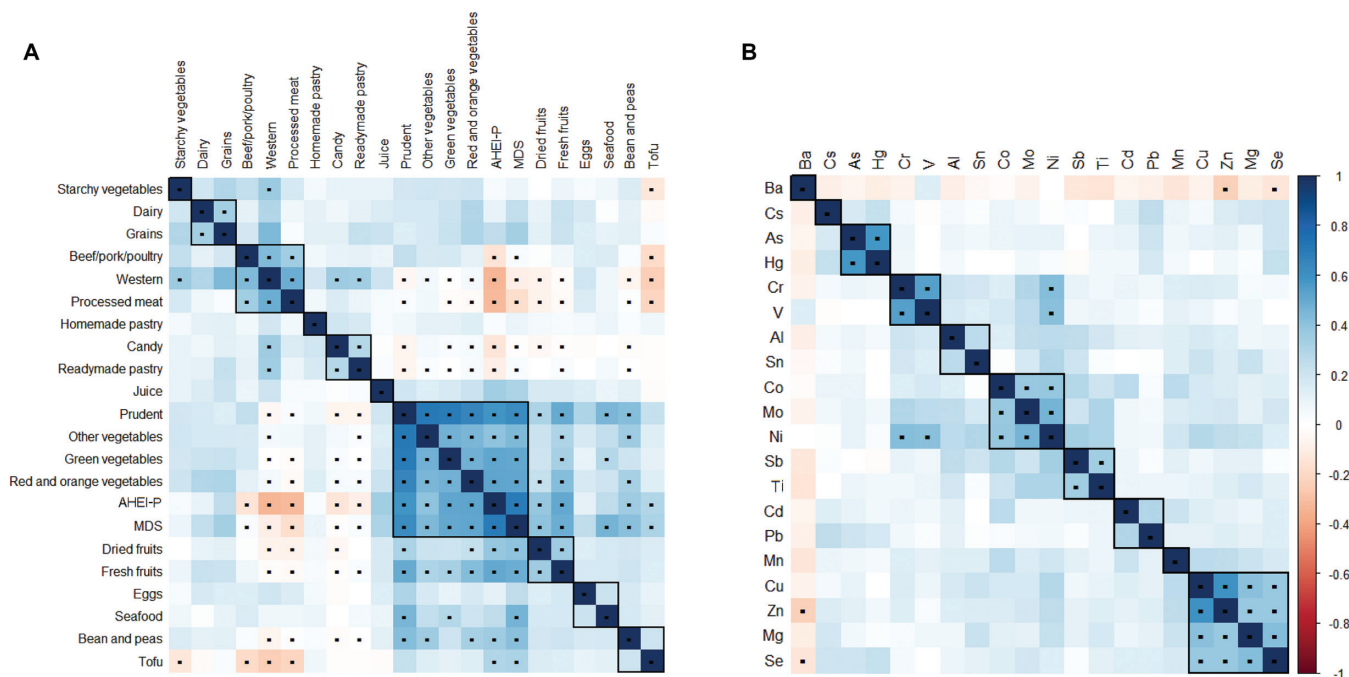 A
B
Starchy vegetables
Dairy
Grains
Beef/pork/poultry
Western
Processed meat
Homemade pastry
Candy
Readymade pastry
Juice
Prudent
Other vegetables
Green vegetables
Red and orange vegetables
AHEI-P
MDS
Dried fruits
Fresh fruits
Eggs
Seafood
Bean and peas
Tofu
Starchy vegetables
Dairy
Grains
Beef/pork/poultry
Western
Processed meat
Homemade pastry
Candy
Readymade pastry
Juice
Prudent
Other vegetables
Green vegetables
Red and orange vegetables
AHEI-P
MDS
Dried fruits
Fresh fruits
Eggs
Seafood
Bean and peas
Tofu
Ba Cs As Hg Cr V Al Sn Co Mo Ni Sb Ti Cd Pb Mn Cu Zn Mg Se
Ba
Cs
As
Hg
Cr
V
Al
Sn
Co
Mo
Ni
Sb
Ti
Cd
Pb
Mn
Cu
Zn
Mg
Se
1
0.8
0.6
0.4
0.2
0
-0.2
-0.4
-0.6
-0.8
-1